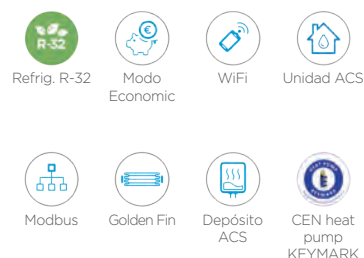 R-32
Refrig. R-32
Modo
Economic
WiFi
Unidad ACS
Modbus
Golden Fin
Depósito
ACS
CEN heat
pump
KEYMARK